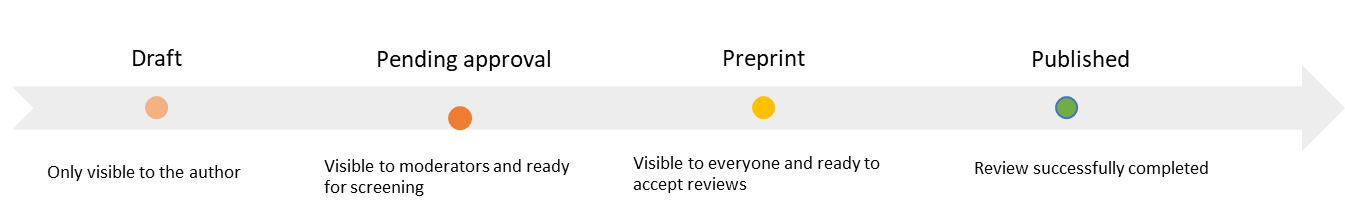 Draft
Pending approval
Preprint
Published
Only visible to the author
Visible to moderators and ready
for screening
Visible to everyone and ready to
accept reviews
Review successfully completed